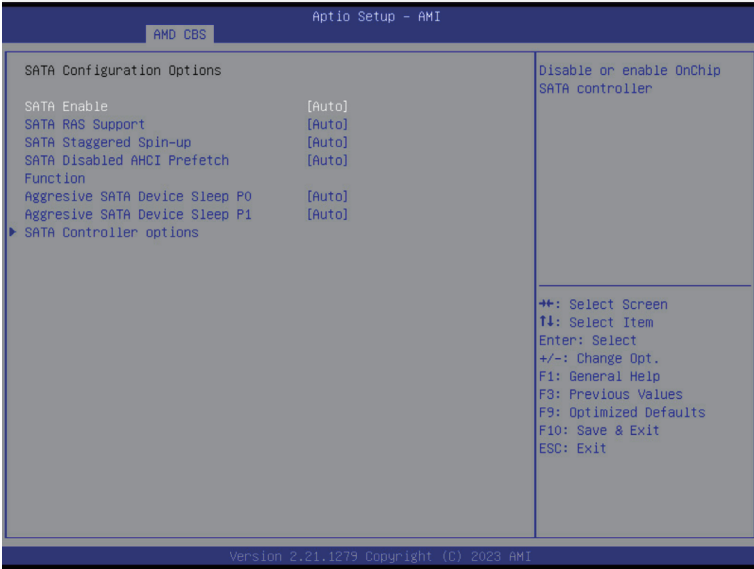 Aptio Setup – AMI
AMD CBS
SATA Configuration Options
SATA Enable [Auto]
SATA RAS Support [Auto]
SATA Staggered Spin-up [Auto]
SATA Disabled AHCI Prefetch [Auto]
Function
Aggresive SATA Device Sleep P0 [Auto]
Aggresive SATA Device Sleep P1 [Auto]
SATA Controller options
Disable or enable OnChip
SATA controller
→←: Select Screen
↑↓: Select Item
Enter: Select
+/-: Change Opt.
F1: General Help
F3: Previous Values
F9: Optimized Defaults
F10: Save & Exit
ESC: Exit
Version 2.21.1279 Copyright (C) 2023 AMI